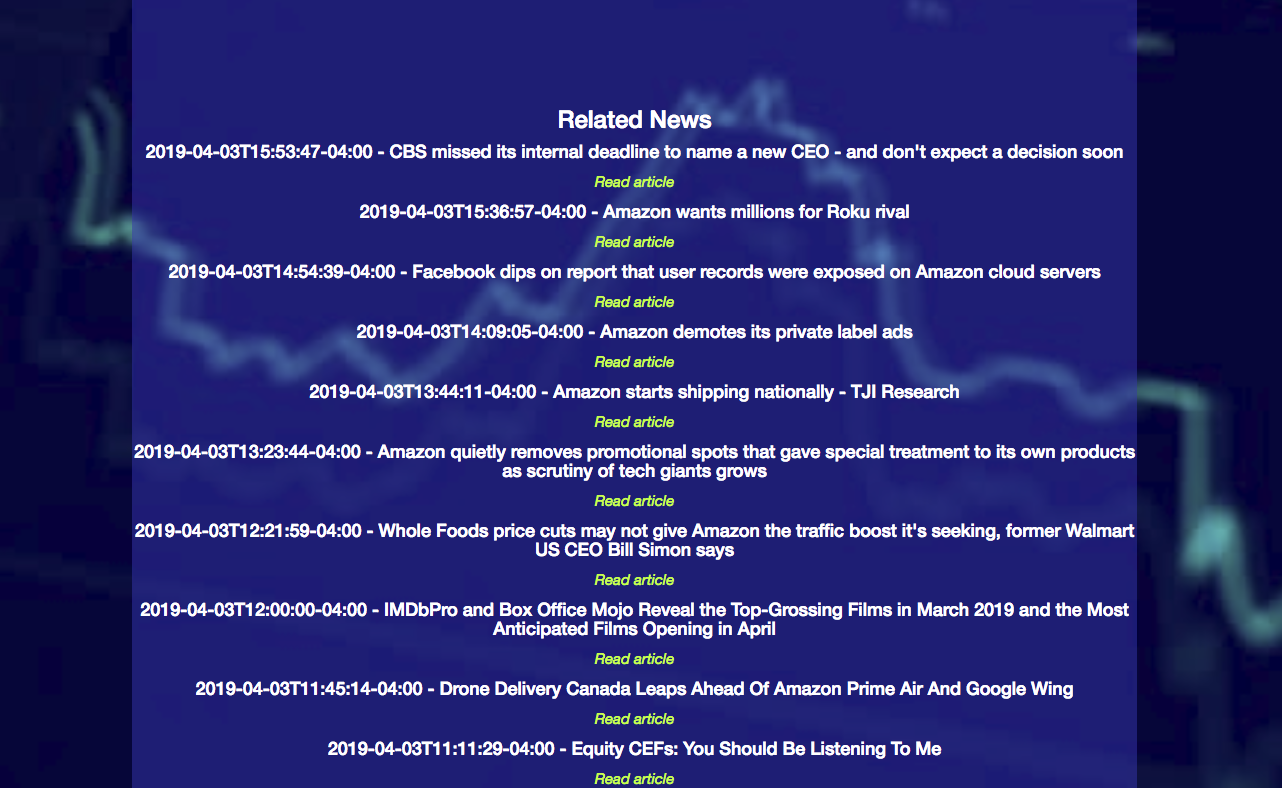 Related News
2019-04-03T15:53:47-04:00 - CBS missed its internal deadline to name a new CEO - and don't expect a decision soon
Read article
2019-04-03T15:36:57-04:00 - Amazon wants millions for Roku rival
Read article
2019-04-03T14:54:39-04:00 - Facebook dips on report that user records were exposed on Amazon cloud servers
Read article
2019-04-03T14:09:05-04:00 - Amazon demotes its private label ads
Read article
2019-04-03T13:44:11-04:00 - Amazon starts shipping nationally - TJI Research
Read article
2019-04-03T13:23:44-04:00 - Amazon quietly removes promotional spots that gave special treatment to its own products
as scrutiny of tech giants grows
Read article
2019-04-03T12:21:59-04:00 - Whole Foods price cuts may not give Amazon the traffic boost it's seeking, former Walmart
US CEO Bill Simon says
Read article
2019-04-03T12:00:00-04:00 - IMDbPro and Box Office Mojo Reveal the Top-Grossing Films in March 2019 and the Most
Anticipated Films Opening in April
Read article
2019-04-03T11:45:14-04:00 - Drone Delivery Canada Leaps Ahead Of Amazon Prime Air And Google Wing
Read article
2019-04-03T11:11:29-04:00 - Equity CEFs: You Should Be Listening To Me
Read article